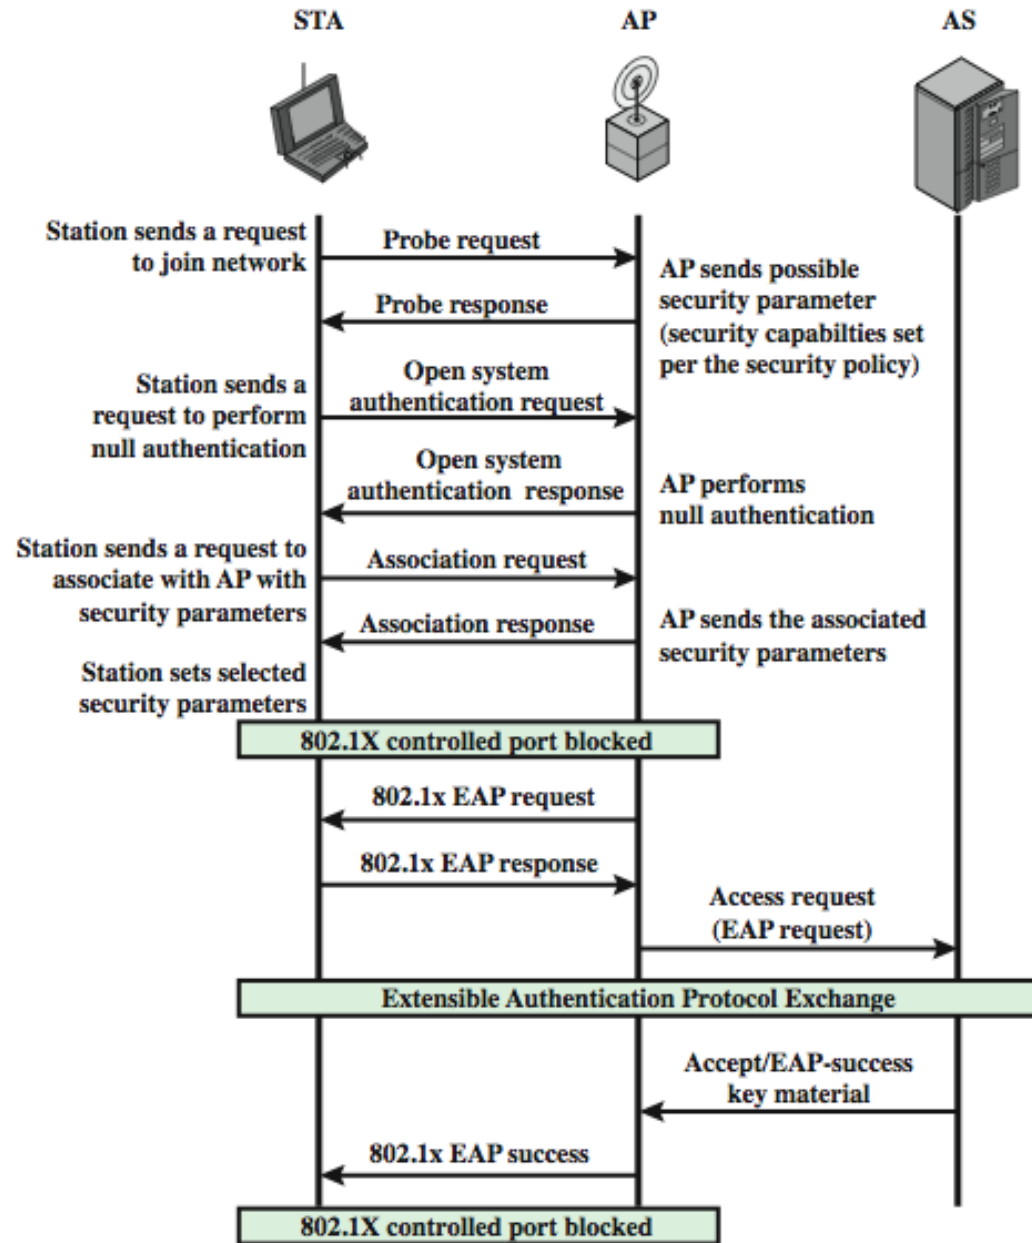 STA
AP
AS
Station sends a request
to join network
Probe request
AP sends possible
security parameter
(security capabilties set
per the security policy)
Probe response
Station sends a
request to perform
null authentication
Open system
authentication request
Open system
authentication response
AP performs
null authentication
Station sends a request to
associate with AP with
security parameters
Association request
Association response
AP sends the associated
security parameters
Station sets selected
security parameters
802.1X controlled port blocked
802.1x EAP request
802.1x EAP response
Access request
(EAP request)
Extensible Authentication Protocol Exchange
Accept/EAP-success
key material
802.1x EAP success
802.1X controlled port blocked